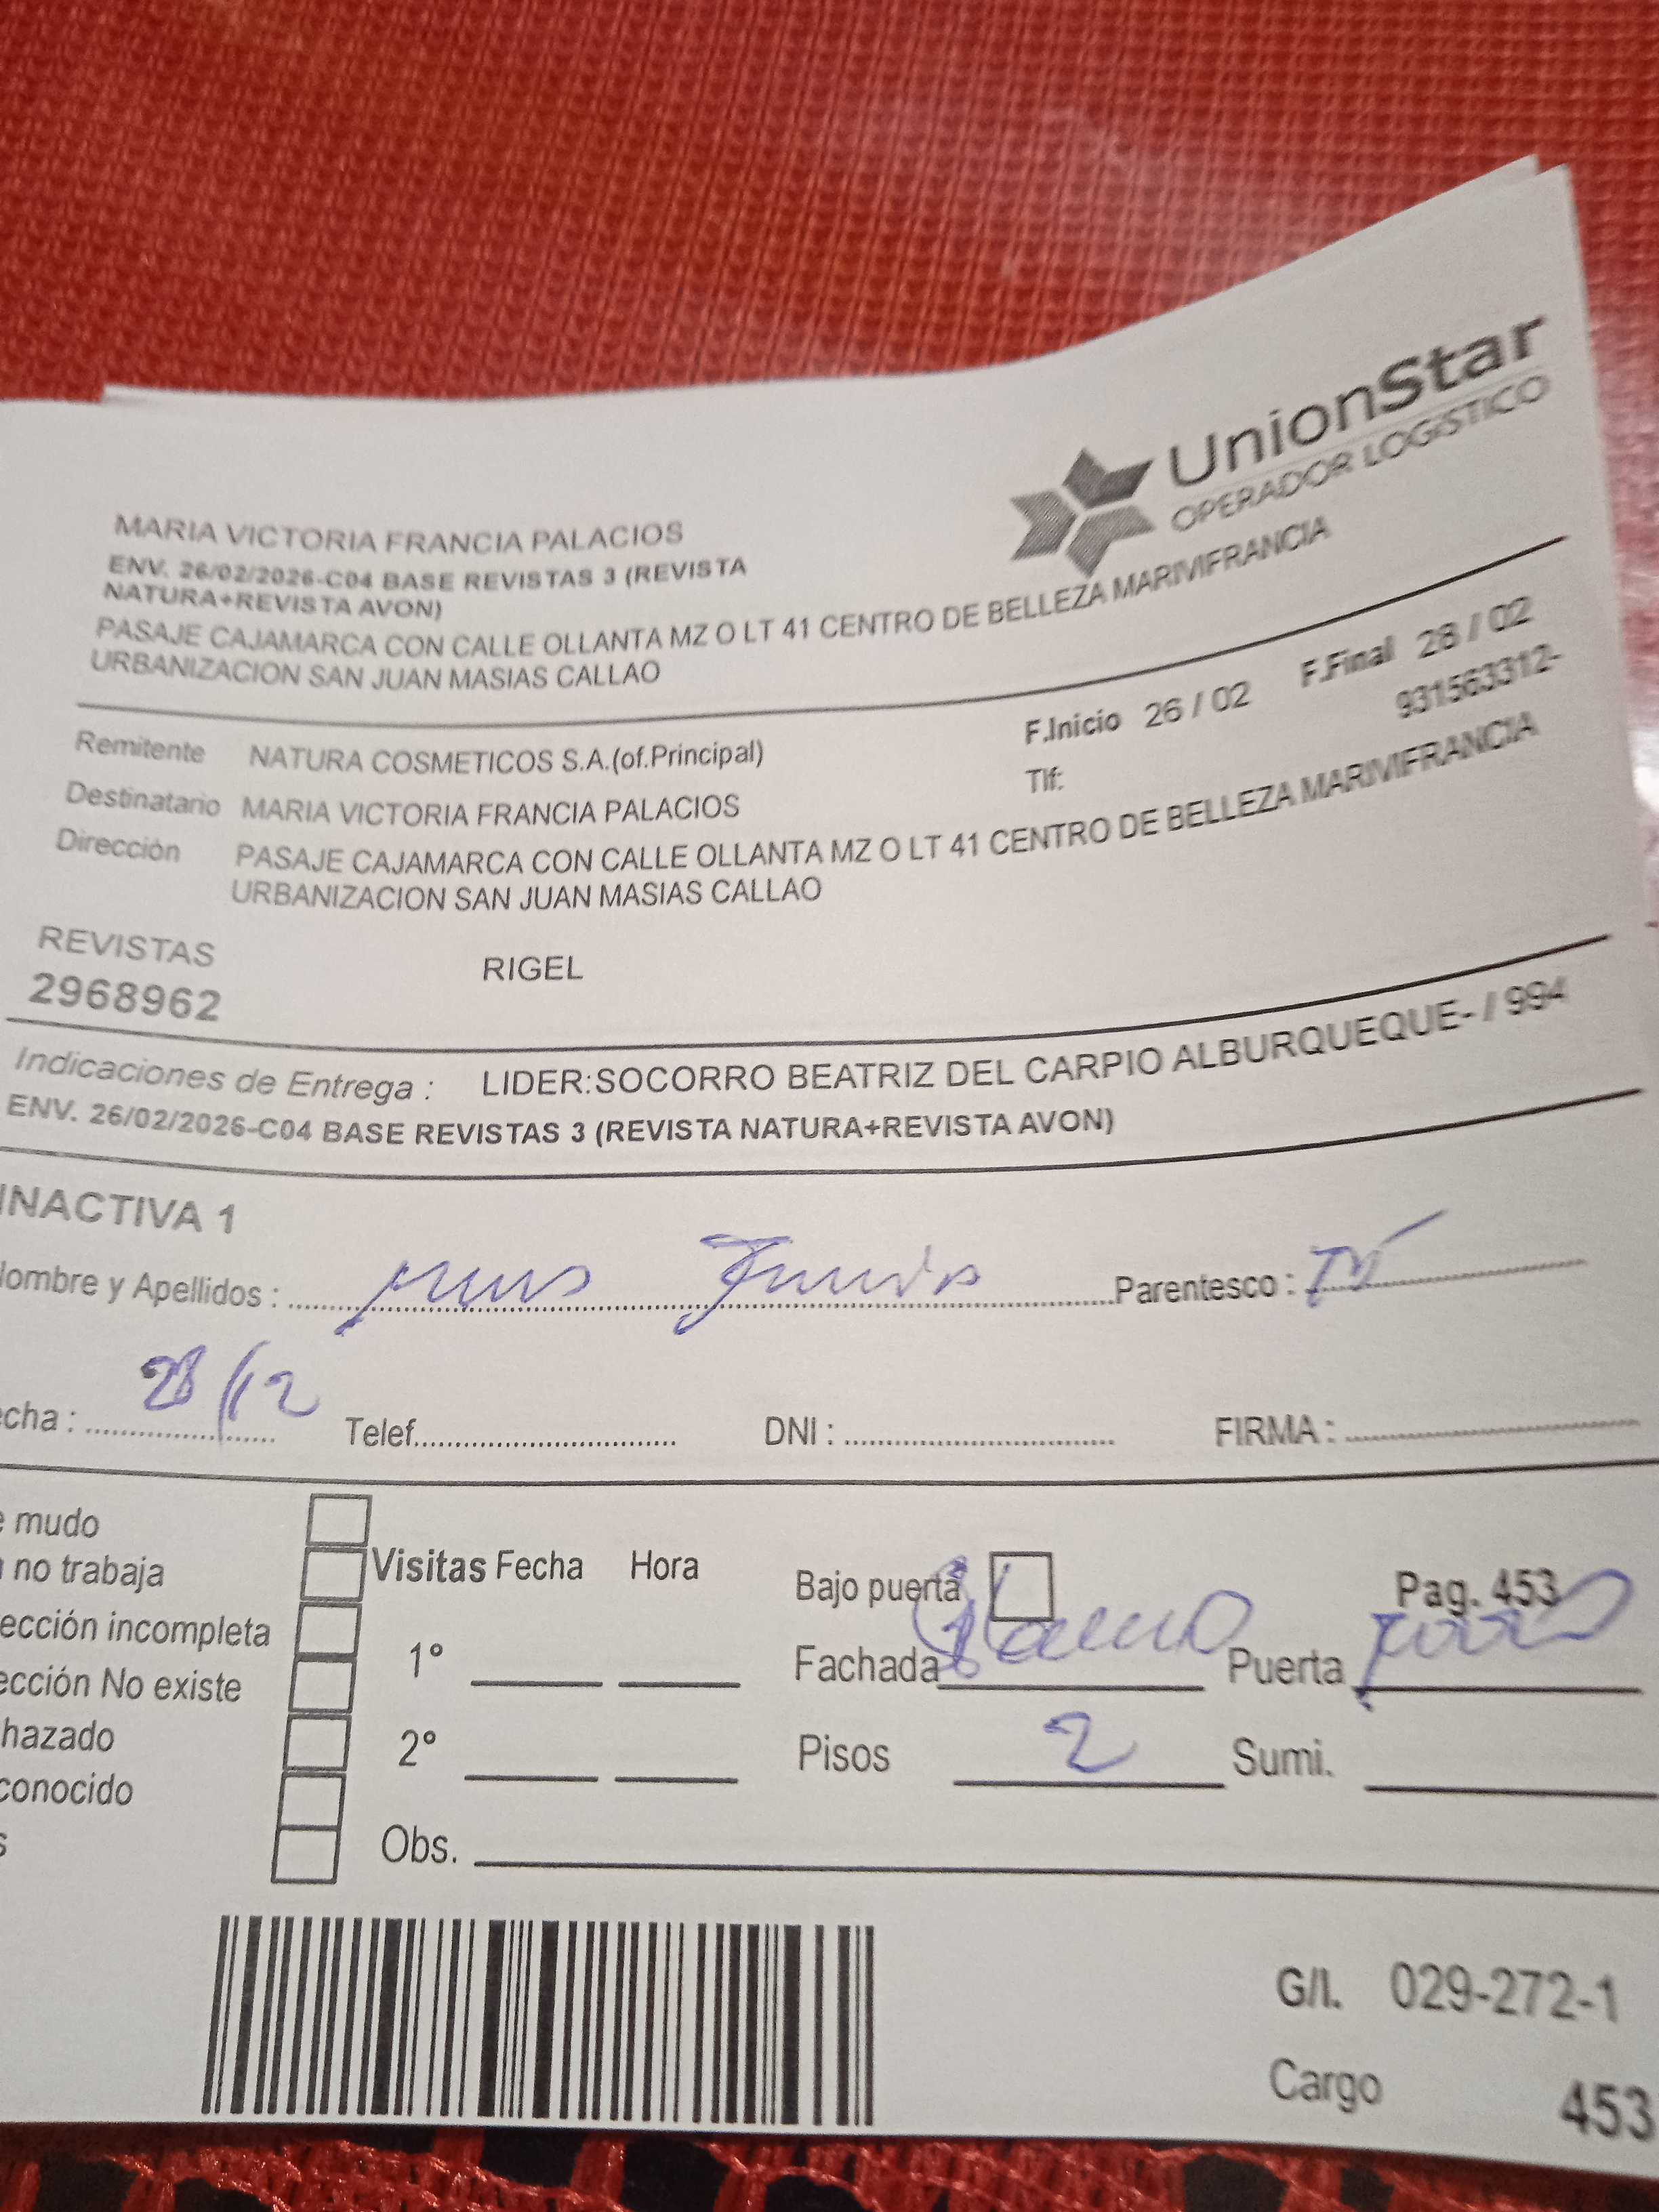 UnionStar
OPERADOR LOGíSTICO
MARIA VICTORIA FRANCIA PALACIOS
ENV. 26/02/2026-C04 BASE REVISTAS 3 (REVISTA
NATURA+REVISTA AVON)
PASAJE CAJAMARCA CON CALLE OLLANTA MZ O LT 41 CENTRO DE BELLEZA MARIVIFRANCIA
URBANIZACION SAN JUAN MASIAS CALLAO
F.Inicio 26 / 02 F.Final 28 / 02
Remitente NATURA COSMETICOS S.A.(of.Principal) Tlf: 931563312-
Destinatario MARIA VICTORIA FRANCIA PALACIOS
Dirección PASAJE CAJAMARCA CON CALLE OLLANTA MZ O LT 41 CENTRO DE BELLEZA MARIVIFRANCIA
URBANIZACION SAN JUAN MASIAS CALLAO
REVISTAS RIGEL
2968962
Indicaciones de Entrega : LIDER:SOCORRO BEATRIZ DEL CARPIO ALBURQUEQUE- / 994
ENV. 26/02/2026-C04 BASE REVISTAS 3 (REVISTA NATURA+REVISTA AVON)
INACTIVA 1
Nombre y Apellidos : Parentesco :
echa : 28/12 Telef. DNI : FIRMA :
e mudo
no trabaja Visitas Fecha Hora Bajo puerta Pag. 453
ección incompleta 1° Fachada Puerta
ección No existe
hazado 2° Pisos 2 Sumi.
conocido
s Obs.
G/I. 029-272-1
Cargo 453